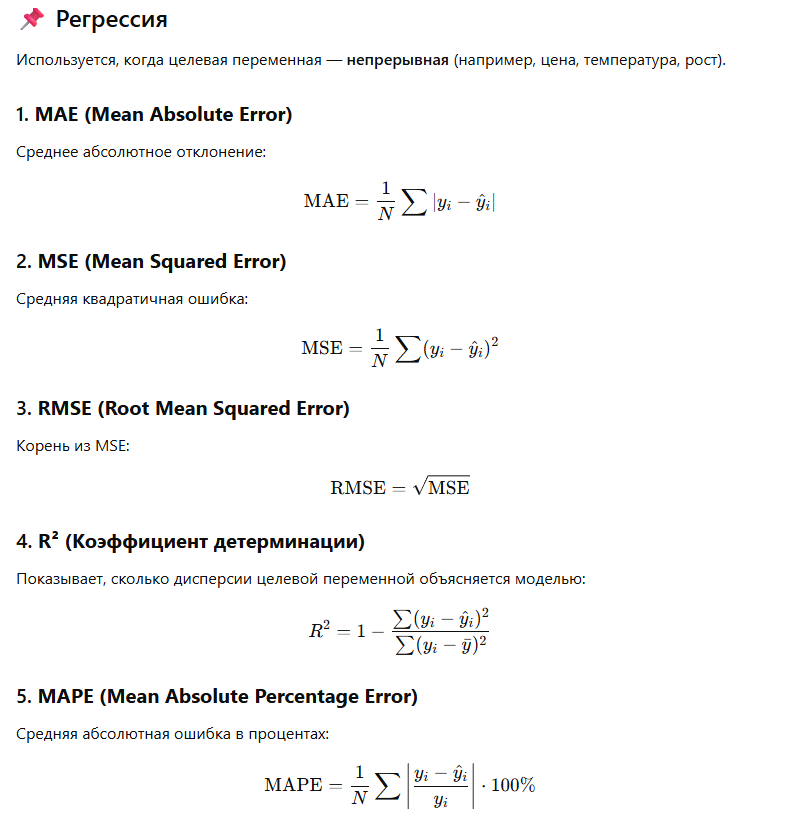 📌 Регрессия
Используется, когда целевая переменная — непрерывная (например, цена, температура, рост).
1. MAE (Mean Absolute Error)
Среднее абсолютное отклонение:
MAE = \frac{1}{N} \sum |y_i - \hat{y}_i|
2. MSE (Mean Squared Error)
Средняя квадратичная ошибка:
MSE = \frac{1}{N} \sum (y_i - \hat{y}_i)^2
3. RMSE (Root Mean Squared Error)
Корень из MSE:
RMSE = \sqrt{MSE}
4. R² (Коэффициент детерминации)
Показывает, сколько дисперсии целевой переменной объясняется моделью:
R^2 = 1 - \frac{\sum (y_i - \hat{y}_i)^2}{\sum (y_i - \bar{y})^2}
5. MAPE (Mean Absolute Percentage Error)
Средняя абсолютная ошибка в процентах:
MAPE = \frac{1}{N} \sum \left| \frac{y_i - \hat{y}_i}{y_i} \right| \cdot 100\%